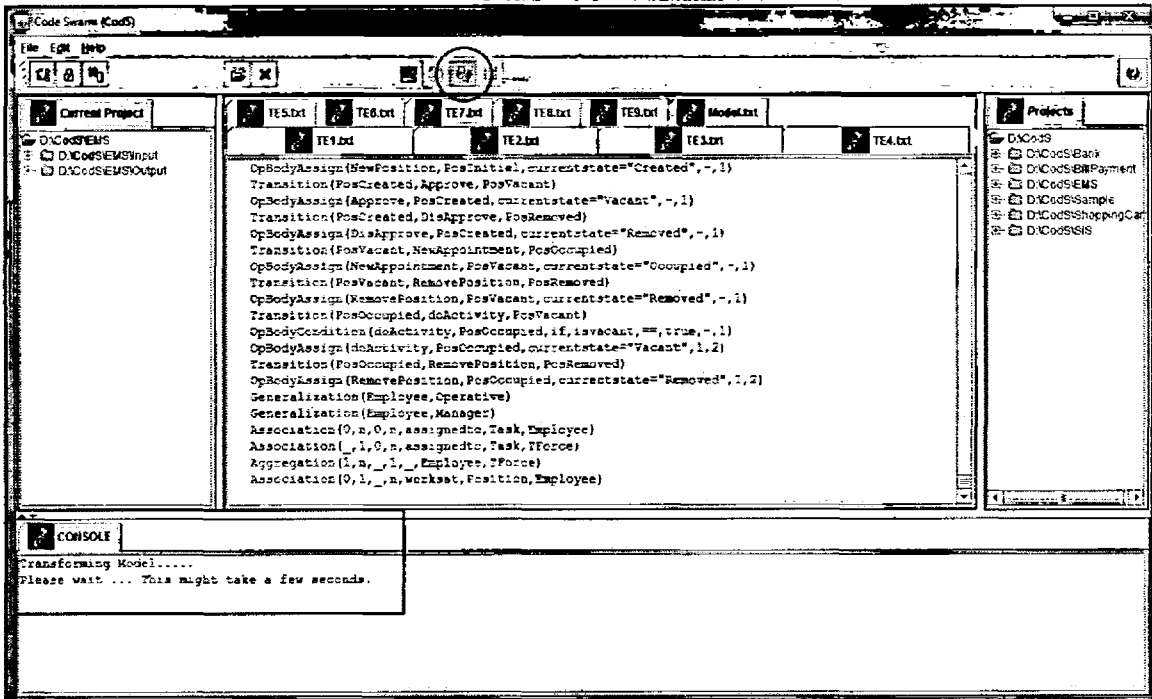 Code Swarm (CodS)
File Edit Help
Current Project
D:\CodS\EMS
D:\CodS\EMS\Input
D:\CodS\EMS\Output
TE5.txt TE6.txt TE7.txt TE8.txt TE9.txt Model.txt
TE1.txt TE2.txt TE3.txt TE4.txt
OpBodyAssign(NewPosition,PosInitial,currentstate="Created",-,1)
Transition(PosCreated,Approve,PosVacant)
OpBodyAssign(Approve,PosCreated,currentstate="Vacant",-,1)
Transition(PosCreated,DisApprove,PosRemoved)
OpBodyAssign(DisApprove,PosCreated,currentstate="Removed",-,1)
Transition(PosVacant,NewAppointment,PosOccupied)
OpBodyAssign(NewAppointment,PosVacant,currentstate="Occupied",-,1)
Transition(PosVacant,RemovePosition,PosRemoved)
OpBodyAssign(RemovePosition,PosVacant,currentstate="Removed",-,1)
Transition(PosOccupied,doActivity,PosVacant)
OpBodyCondition(doActivity,PosOccupied,if,isvacant,==,true,-,1)
OpBodyAssign(doActivity,PosOccupied,currentstate="Vacant",1,2)
Transition(PosOccupied,RemovePosition,PosRemoved)
OpBodyAssign(RemovePosition,PosOccupied,currectstate="Removed",1,2)
Generalization(Employee,Operative)
Generalization(Employee,Manager)
Association(0,n,0,n,assignedto,Task,Employee)
Association(_,1,0,n,assignedto,Task,TForce)
Aggregation(1,n,_,1,_,Employee,TForce)
Association(0,1,_,n,worksat,Position,Employee)
Projects
D:\CodS
D:\CodS\Bank
D:\CodS\BillPayment
D:\CodS\EMS
D:\CodS\Sample
D:\CodS\ShoppingCar
D:\CodS\SIS
CONSOLE
Transforming Model.....
Please wait ... This might take a few seconds.